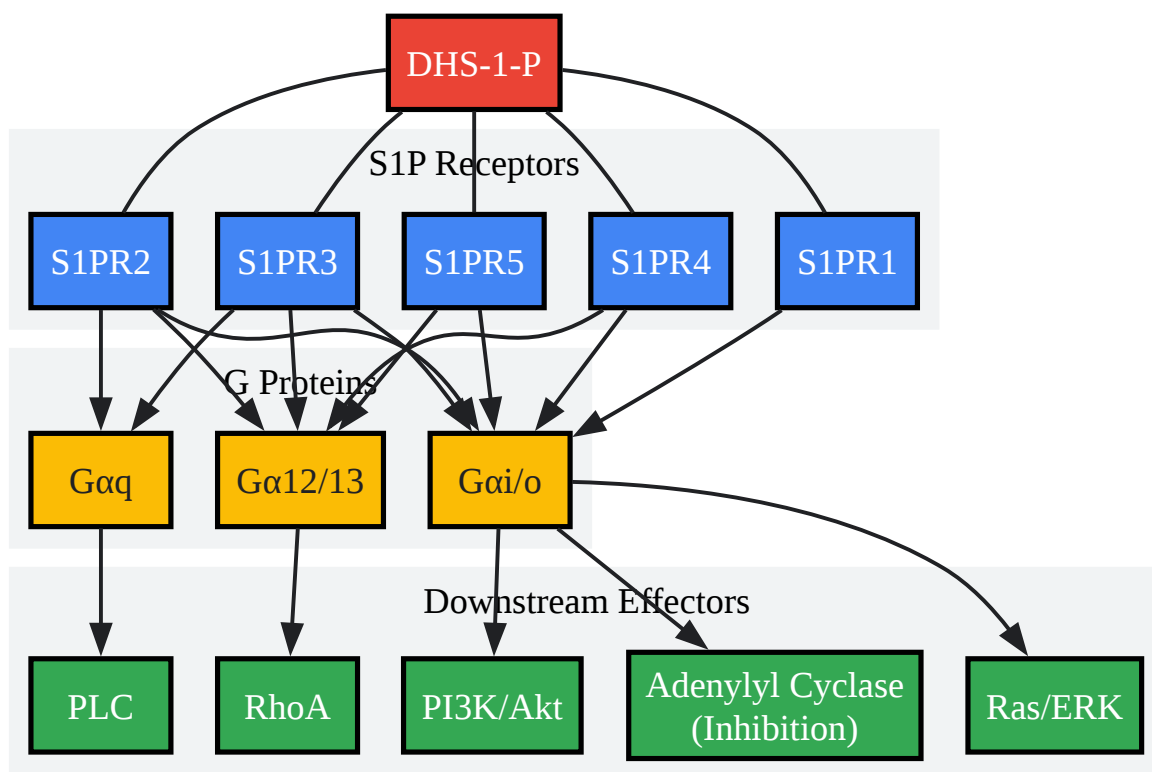 DHS-1-P
S1P Receptors
S1PR2
S1PR3
S1PR5
S1PR4
S1PR1
G Proteins
Gαq
Gα12/13
Gαi/o
Downstream Effectors
PLC
RhoA
PI3K/Akt
Adenylyl Cyclase
(Inhibition)
Ras/ERK